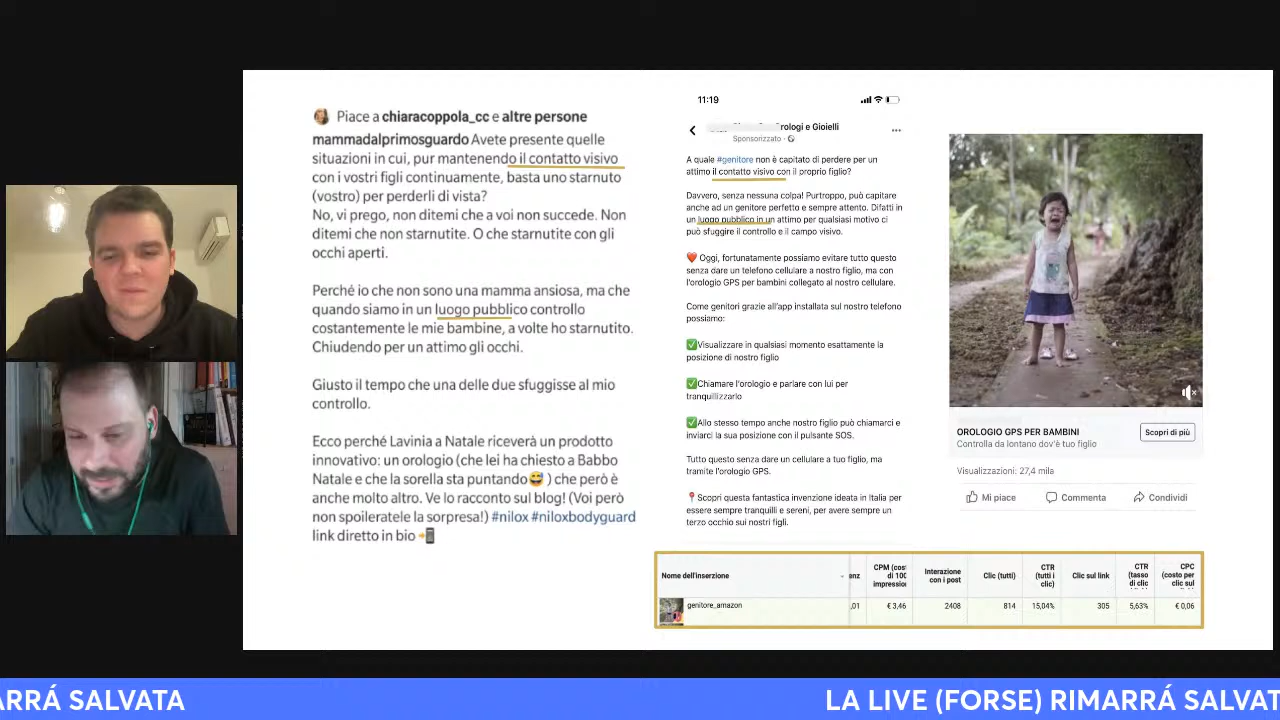 Piace a chiaracoppola_cc e altre persone
mammadalprimosguardo Avete presente quelle
situazioni in cui, pur mantenendo il contatto visivo
con i vostri figli continuamente, basta uno starnuto
(vostro) per perderli di vista?
No, vi prego, non ditemi che a voi non succede. Non
ditemi che non starnutite. O che starnutite con gli
occhi aperti.
Perché io che non sono una mamma ansiosa, ma che
quando siamo in un luogo pubblico controllo
costantemente le mie bambine, a volte ho starnutito.
Chiudendo per un attimo gli occhi.
Giusto il tempo che una delle due sfuggisse al mio
controllo.
Ecco perché Lavinia a Natale riceverà un prodotto
innovativo: un orologio (che lei ha chiesto a Babbo
Natale e che la sorella sta puntando😅) che però è
anche molto altro. Ve lo racconto sul blog! (Voi però
non spoileratele la sorpresa!) #nilox #niloxbodyguard
link diretto in bio 📲
11:19
rologi e Gioielli
Sponsorizzato ·
A quale #genitore non è capitato di perdere per un
attimo il contatto visivo con il proprio figlio?
Davvero, senza nessuna colpa! Purtroppo, può capitare
anche ad un genitore perfetto e sempre attento. Difatti in
un luogo pubblico in un attimo per qualsiasi motivo ci
può sfuggire il controllo e il campo visivo.
❤️ Oggi, fortunatamente possiamo evitare tutto questo
senza dare un telefono cellulare a nostro figlio, ma con
l'orologio GPS per bambini collegato al nostro cellulare.
Come genitori grazie all'app installata sul nostro telefono
possiamo:
✅Visualizzare in qualsiasi momento esattamente la
posizione di nostro figlio
✅Chiamare l'orologio e parlare con lui per
tranquillizzarlo
✅Allo stesso tempo anche nostro figlio può chiamarci e
inviarci la sua posizione con il pulsante SOS.
Tutto questo senza dare un cellulare a tuo figlio, ma
tramite l'orologio GPS.
📍Scopri questa fantastica invenzione ideata in Italia per
essere sempre tranquilli e sereni, per avere sempre un
terzo occhio sui nostri figli.
OROLOGIO GPS PER BAMBINI
Controlla da lontano dov'è tuo figlio
Scopri di più
Visualizzazioni: 27,4 mila
Mi piace Commenta Condividi
Nome dell'inserzione enz CPM (cost di 100 impression Interazione con i post Clic (tutti) CTR (tutti i clic) Clic sul link CTR (tasso di clic CPC (costo per clic sul
genitore_amazon ,01 € 3,46 2408 814 15,04% 305 5,63% € 0,06
ARRÁ SALVATA LA LIVE (FORSE) RIMARRÁ SALVAT